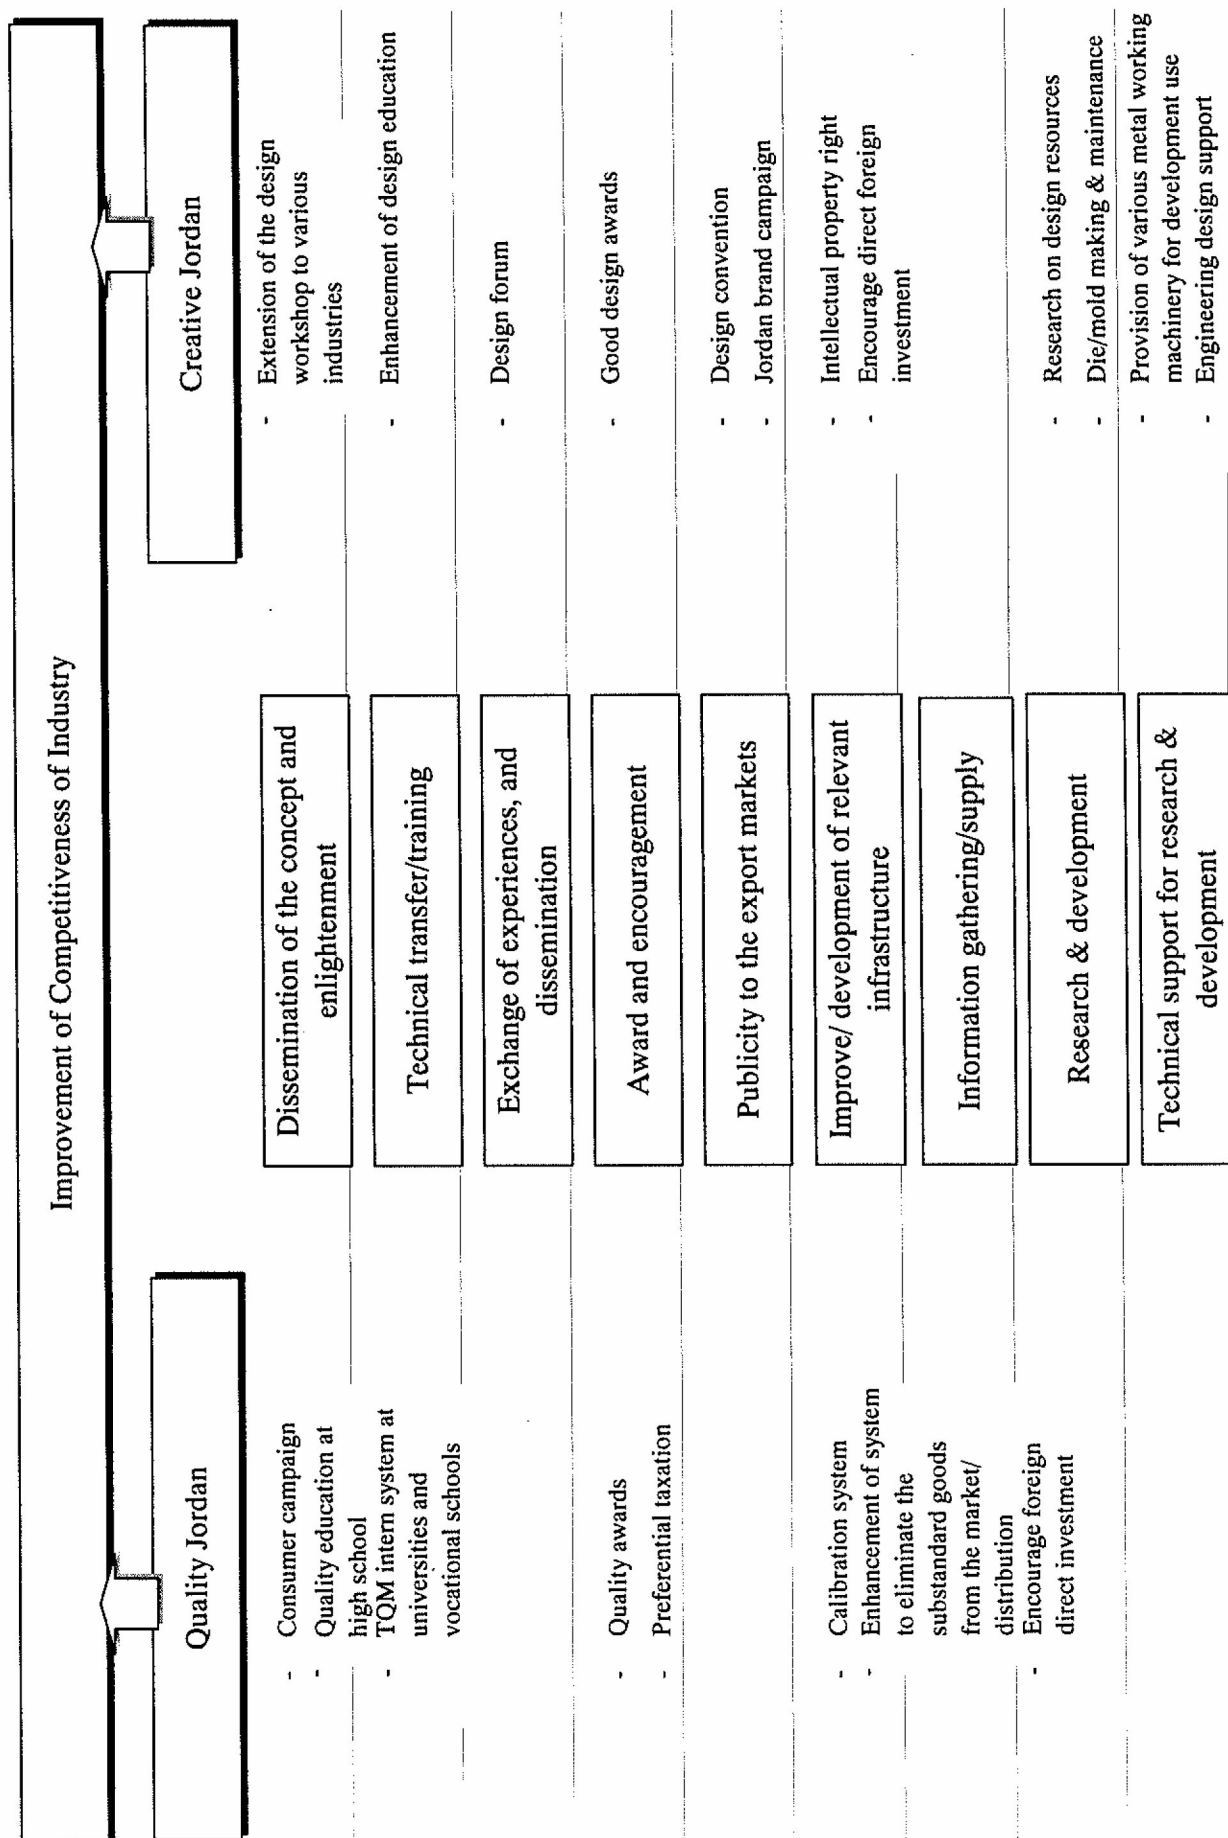 Improvement of Competitiveness of Industry
Quality Jordan
Creative Jordan
- Consumer campaign
- Quality education at
high school
- TQM intern system at
universities and
vocational schools
- Quality awards
- Preferential taxation
- Calibration system
- Enhancement of system
to eliminate the
substandard goods
from the market/
distribution
- Encourage foreign
direct investment
Dissemination of the concept and
enlightenment
Technical transfer/training
Exchange of experiences, and
dissemination
Award and encouragement
Publicity to the export markets
Improve/ development of relevant
infrastructure
Information gathering/supply
Research & development
Technical support for research &
development
- Extension of the design
workshop to various
industries
- Enhancement of design education
- Design forum
- Good design awards
- Design convention
- Jordan brand campaign
- Intellectual property right
- Encourage direct foreign
investment
- Research on design resources
- Die/mold making & maintenance
- Provision of various metal working
machinery for development use
- Engineering design support